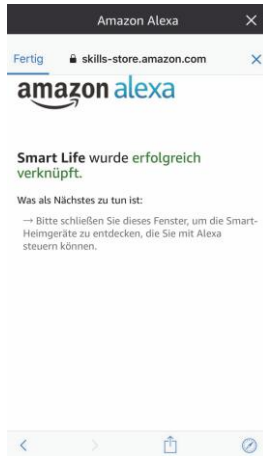 Amazon Alexa
Fertig skills-store.amazon.com
amazon alexa
Smart Life wurde erfolgreich
verknüpft.
Was als Nächstes zu tun ist:
→ Bitte schließen Sie dieses Fenster, um die Smart-
Heimgeräte zu entdecken, die Sie mit Alexa
steuern können.